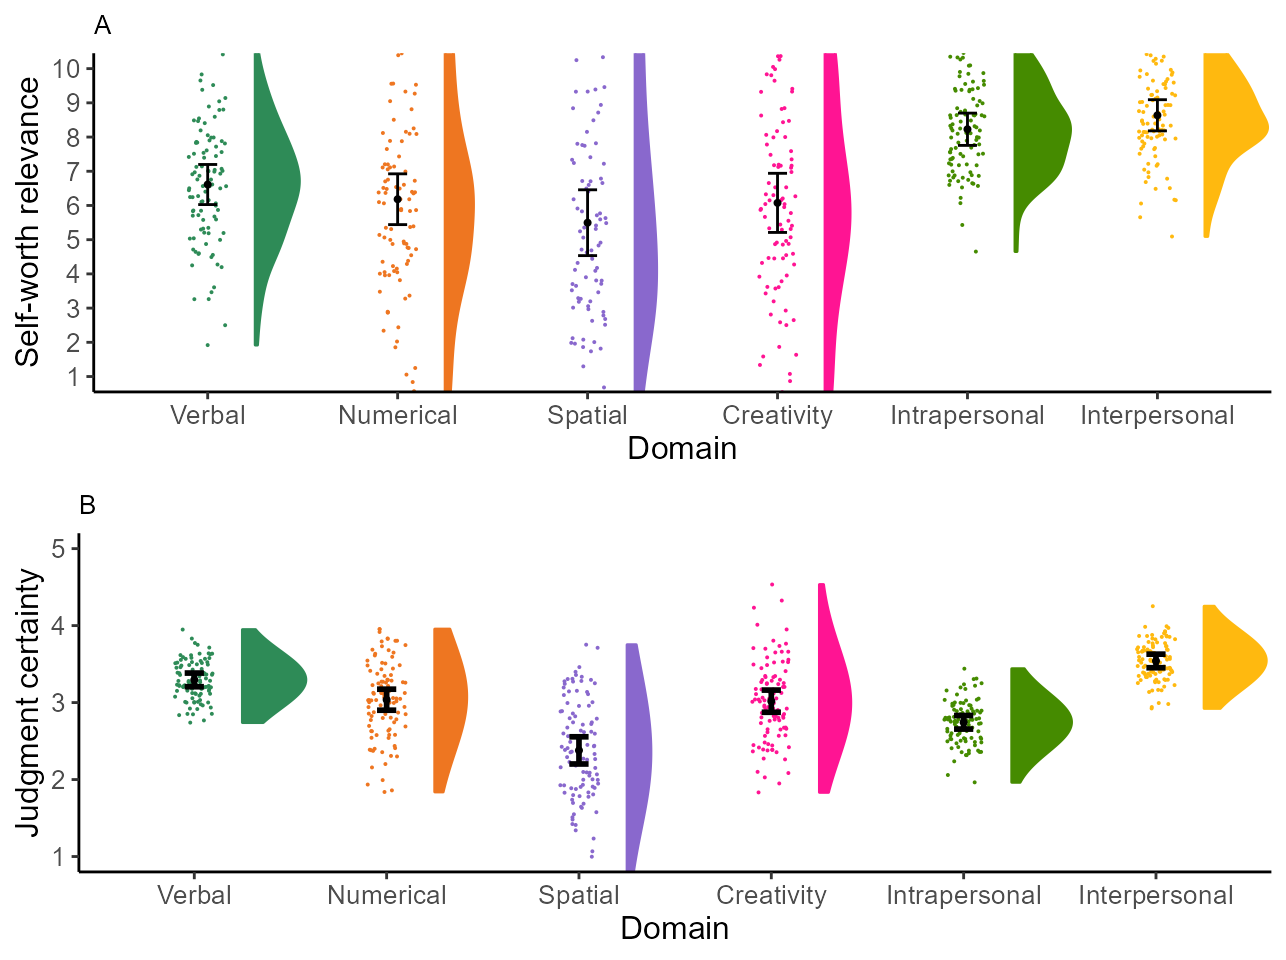 A
Self-worth relevance
10
9
8
7
6
5
4
3
2
1
Verbal Numerical Spatial Creativity Intrapersonal Interpersonal
Domain
B
Judgment certainty
5
4
3
2
1
Verbal Numerical Spatial Creativity Intrapersonal Interpersonal
Domain